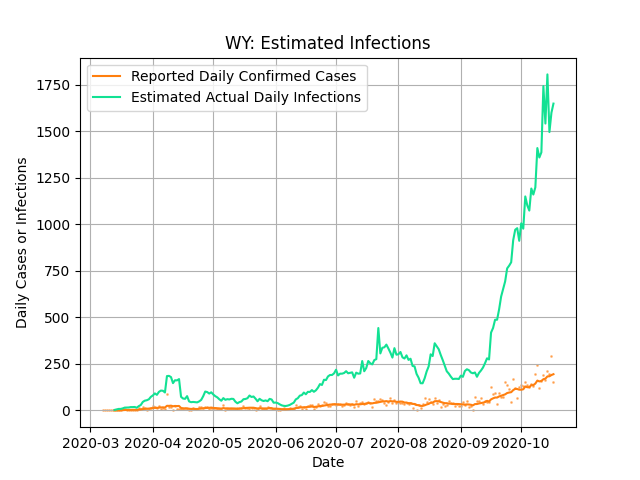 WY: Estimated Infections
Reported Daily Confirmed Cases
Estimated Actual Daily Infections
Daily Cases or Infections
1750
1500
1250
1000
750
500
250
0
2020-03 2020-04 2020-05 2020-06 2020-07 2020-08 2020-09 2020-10
Date